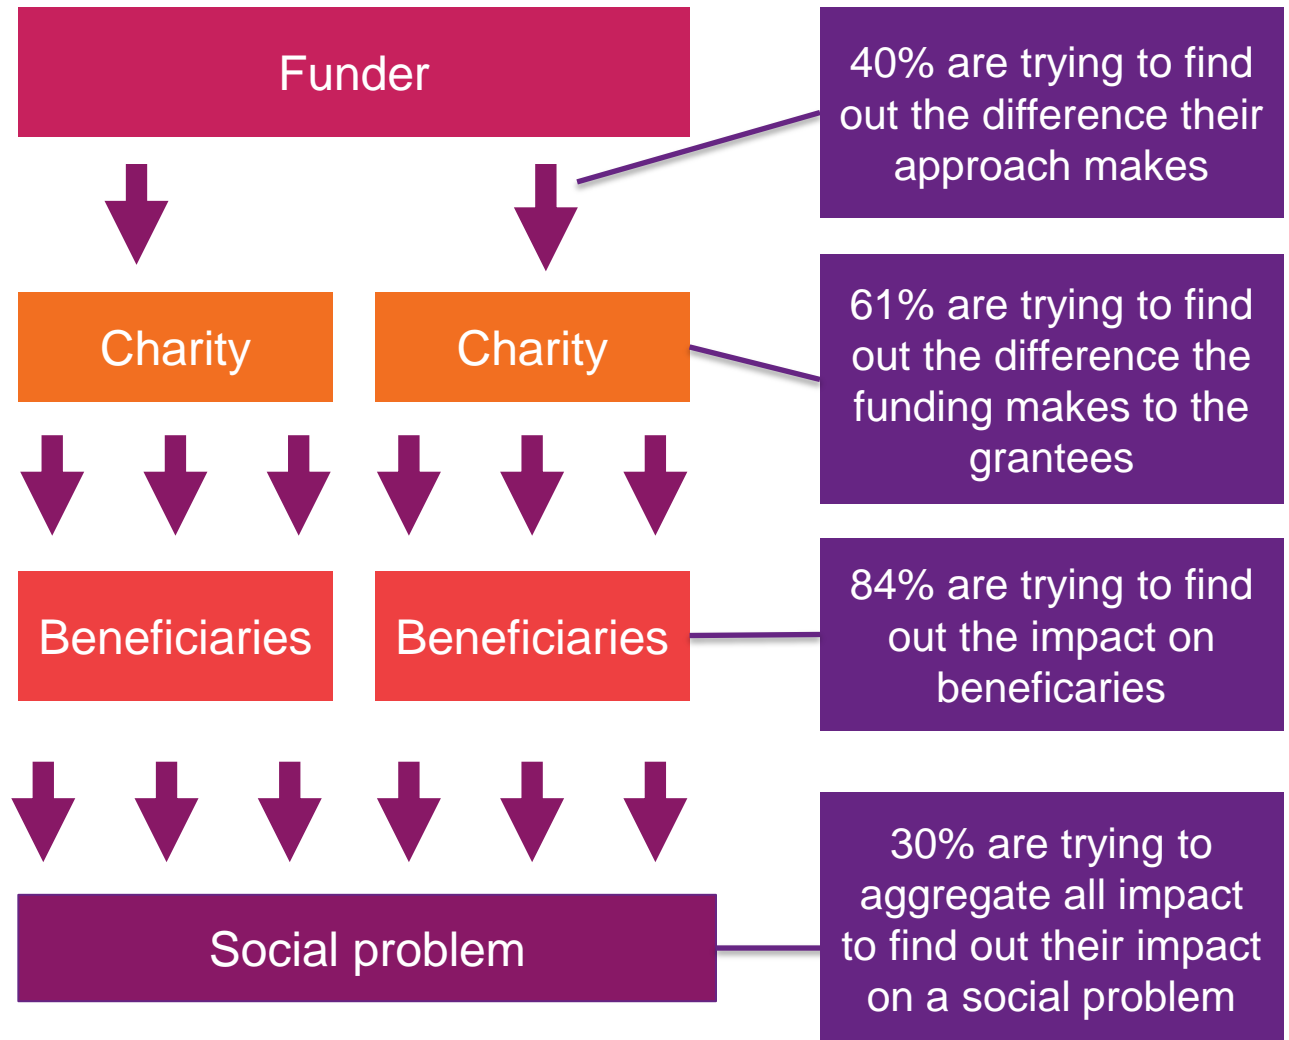 Funder
40% are trying to find
out the difference their
approach makes
Charity
Charity
61% are trying to find
out the difference the
funding makes to the
grantees
Beneficiaries
Beneficiaries
84% are trying to find
out the impact on
beneficaries
Social problem
30% are trying to
aggregate all impact
to find out their impact
on a social problem